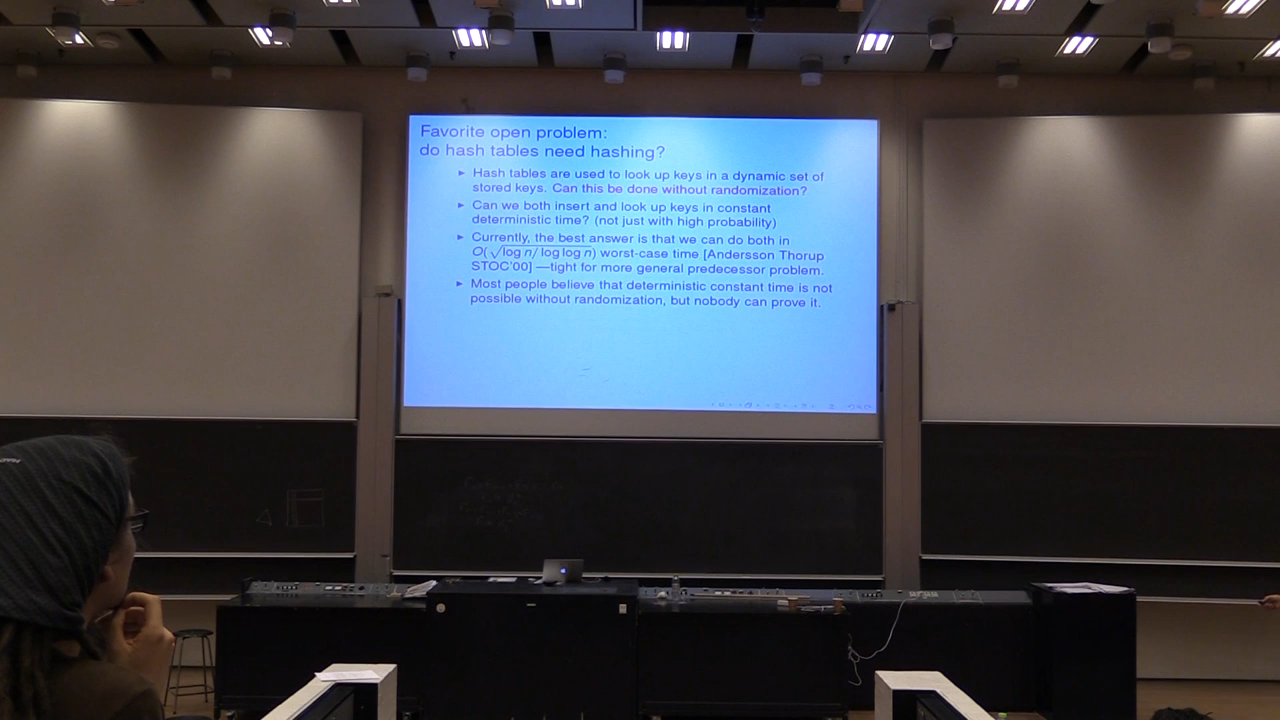 Favorite open problem:
do hash tables need hashing?
► Hash tables are used to look up keys in a dynamic set of
stored keys. Can this be done without randomization?
► Can we both insert and look up keys in constant
deterministic time? (not just with high probability)
► Currently, the best answer is that we can do both in
O(√log n/ log log n) worst-case time [Andersson Thorup
STOC'00] —tight for more general predecessor problem.
► Most people believe that deterministic constant time is not
possible without randomization, but nobody can prove it.